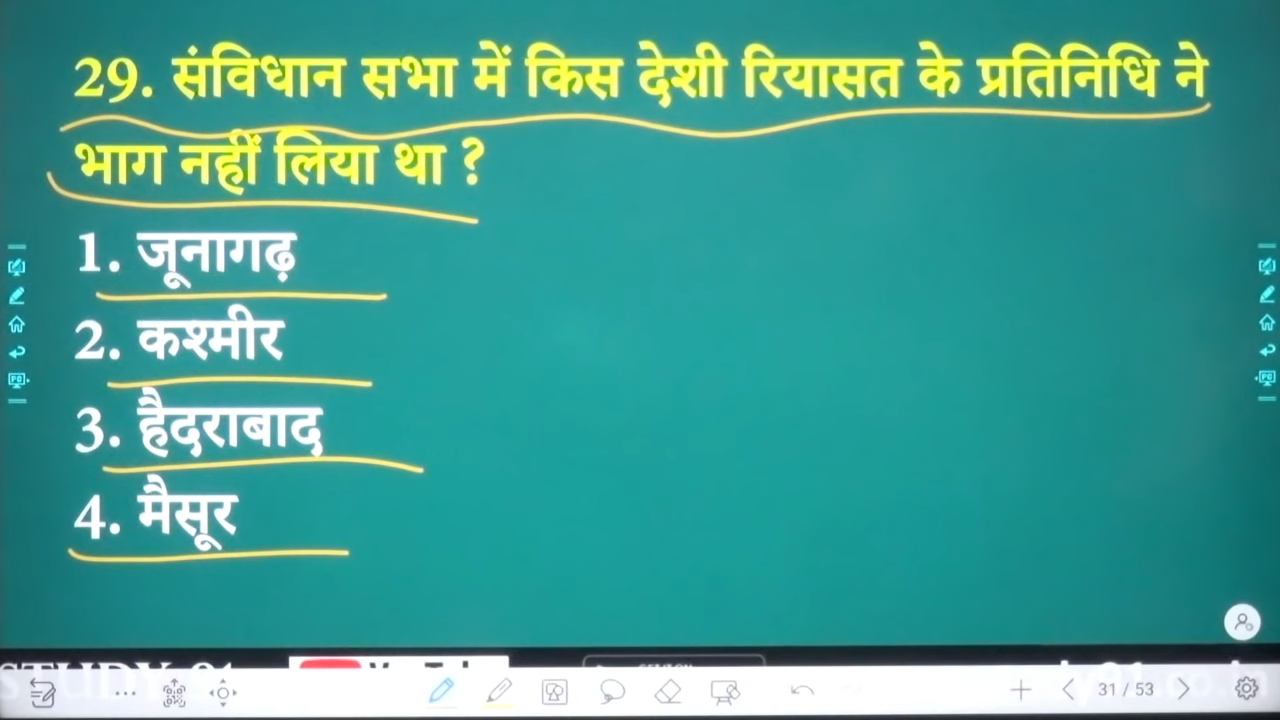 29. संविधान सभा में किस देशी रियासत के प्रतिनिधि ने
भाग नहीं लिया था ?
1. जूनागढ़
2. कश्मीर
3. हैदराबाद
4. मैसूर
31 / 53